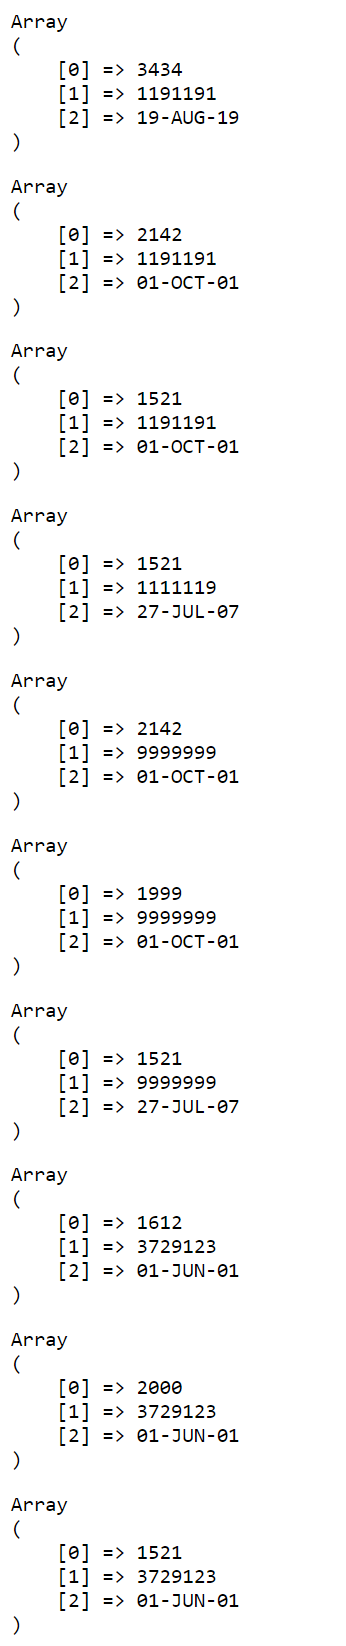 Array
(
    [0] => 3434
    [1] => 1191191
    [2] => 19-AUG-19
)
Array
(
    [0] => 2142
    [1] => 1191191
    [2] => 01-OCT-01
)
Array
(
    [0] => 1521
    [1] => 1191191
    [2] => 01-OCT-01
)
Array
(
    [0] => 1521
    [1] => 1111119
    [2] => 27-JUL-07
)
Array
(
    [0] => 2142
    [1] => 9999999
    [2] => 01-OCT-01
)
Array
(
    [0] => 1999
    [1] => 9999999
    [2] => 01-OCT-01
)
Array
(
    [0] => 1521
    [1] => 9999999
    [2] => 27-JUL-07
)
Array
(
    [0] => 1612
    [1] => 3729123
    [2] => 01-JUN-01
)
Array
(
    [0] => 2000
    [1] => 3729123
    [2] => 01-JUN-01
)
Array
(
    [0] => 1521
    [1] => 3729123
    [2] => 01-JUN-01
)